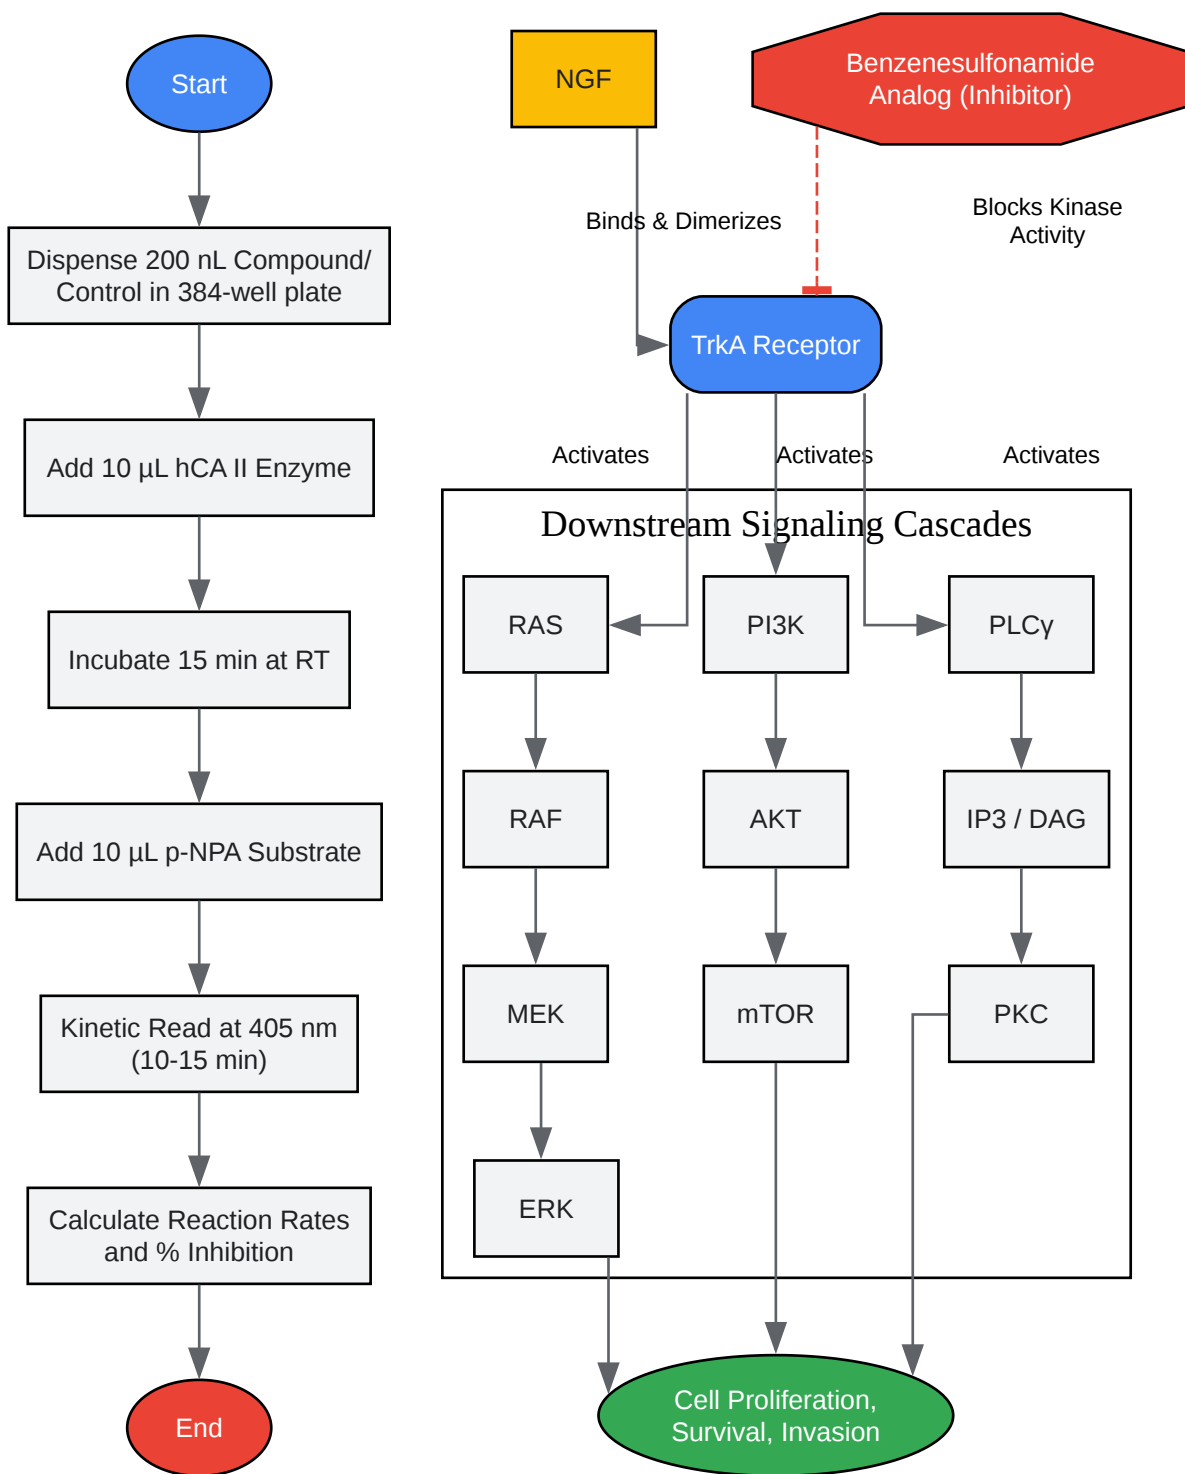 Start
Dispense 200 nL Compound/
Control in 384-well plate
Add 10 µL hCA II Enzyme
Incubate 15 min at RT
Add 10 µL p-NPA Substrate
Kinetic Read at 405 nm
(10-15 min)
Calculate Reaction Rates
and % Inhibition
End
NGF
Benzenesulfonamide
Analog (Inhibitor)
Binds & Dimerizes
Blocks Kinase
Activity
TrkA Receptor
Activates
Activates
Activates
Downstream Signaling Cascades
RAS
PI3K
PLCγ
RAF
AKT
IP3 / DAG
MEK
mTOR
PKC
ERK
Cell Proliferation,
Survival, Invasion